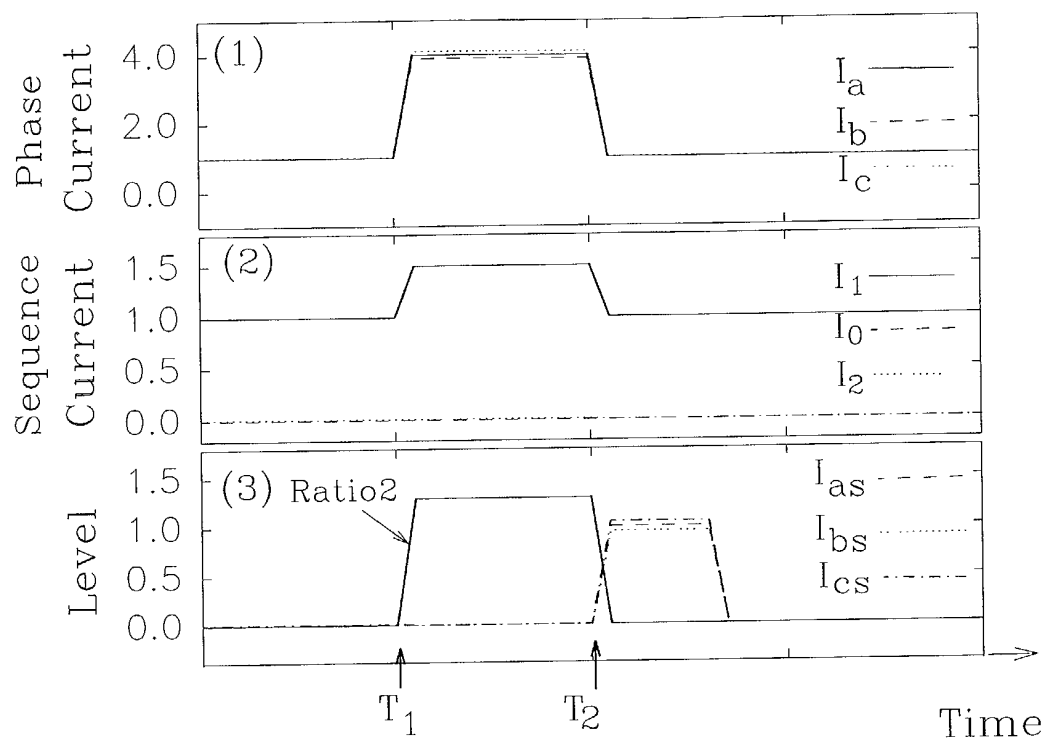 Phase
Current
4.0
2.0
0.0
(1)
I_a
I_b
I_c
Sequence
Current
1.5
1.0
0.5
0.0
(2)
I_1
I_0
I_2
Level
1.5
1.0
0.5
0.0
(3)
Ratio2
I_as
I_bs
I_cs
T_1
T_2
Time